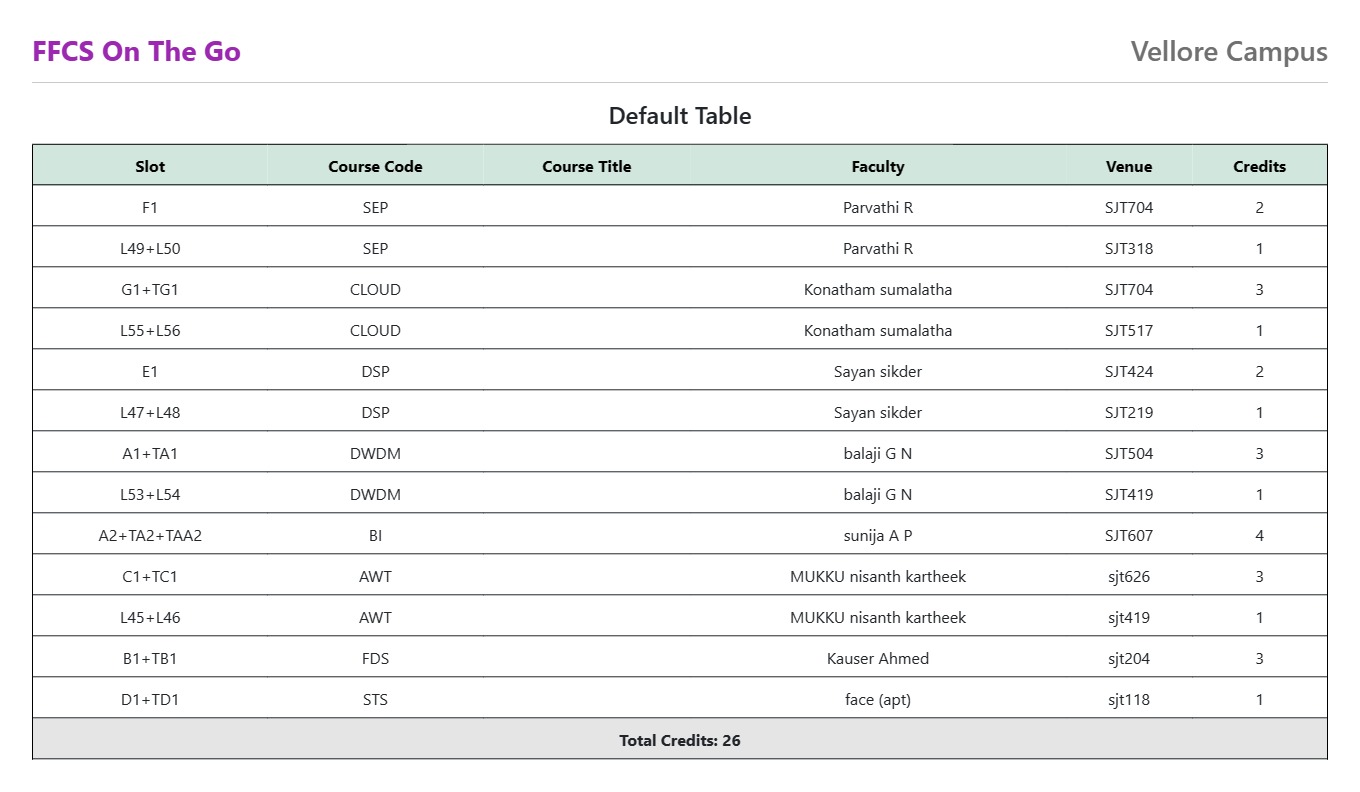 FFCS On The Go Vellore Campus
Default Table
Slot Course Code Course Title Faculty Venue Credits
F1 SEP Parvathi R SJT704 2
L49+L50 SEP Parvathi R SJT318 1
G1+TG1 CLOUD Konatham sumalatha SJT704 3
L55+L56 CLOUD Konatham sumalatha SJT517 1
E1 DSP Sayan sikder SJT424 2
L47+L48 DSP Sayan sikder SJT219 1
A1+TA1 DWDM balaji G N SJT504 3
L53+L54 DWDM balaji G N SJT419 1
A2+TA2+TAA2 BI sunija A P SJT607 4
C1+TC1 AWT MUKKU nisanth kartheek sjt626 3
L45+L46 AWT MUKKU nisanth kartheek sjt419 1
B1+TB1 FDS Kauser Ahmed sjt204 3
D1+TD1 STS face (apt) sjt118 1
Total Credits: 26